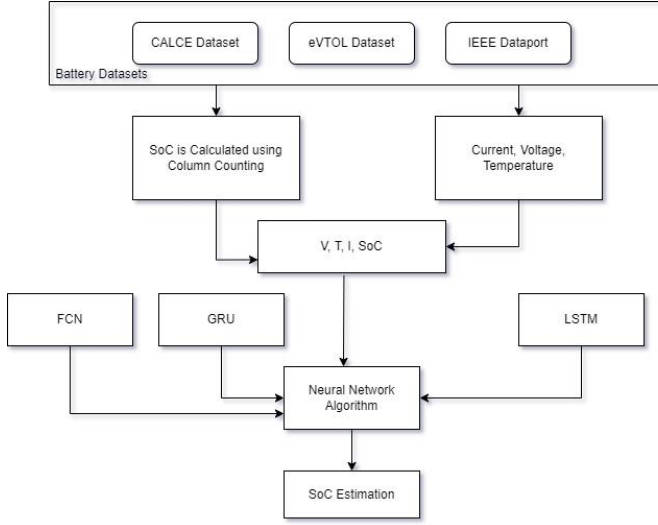 CALCE Dataset
eVTOL Dataset
IEEE Dataport
Battery Datasets
SoC is Calculated using
Column Counting
Current, Voltage,
Temperature
V, T, I, SoC
FCN
GRU
LSTM
Neural Network
Algorithm
SoC Estimation